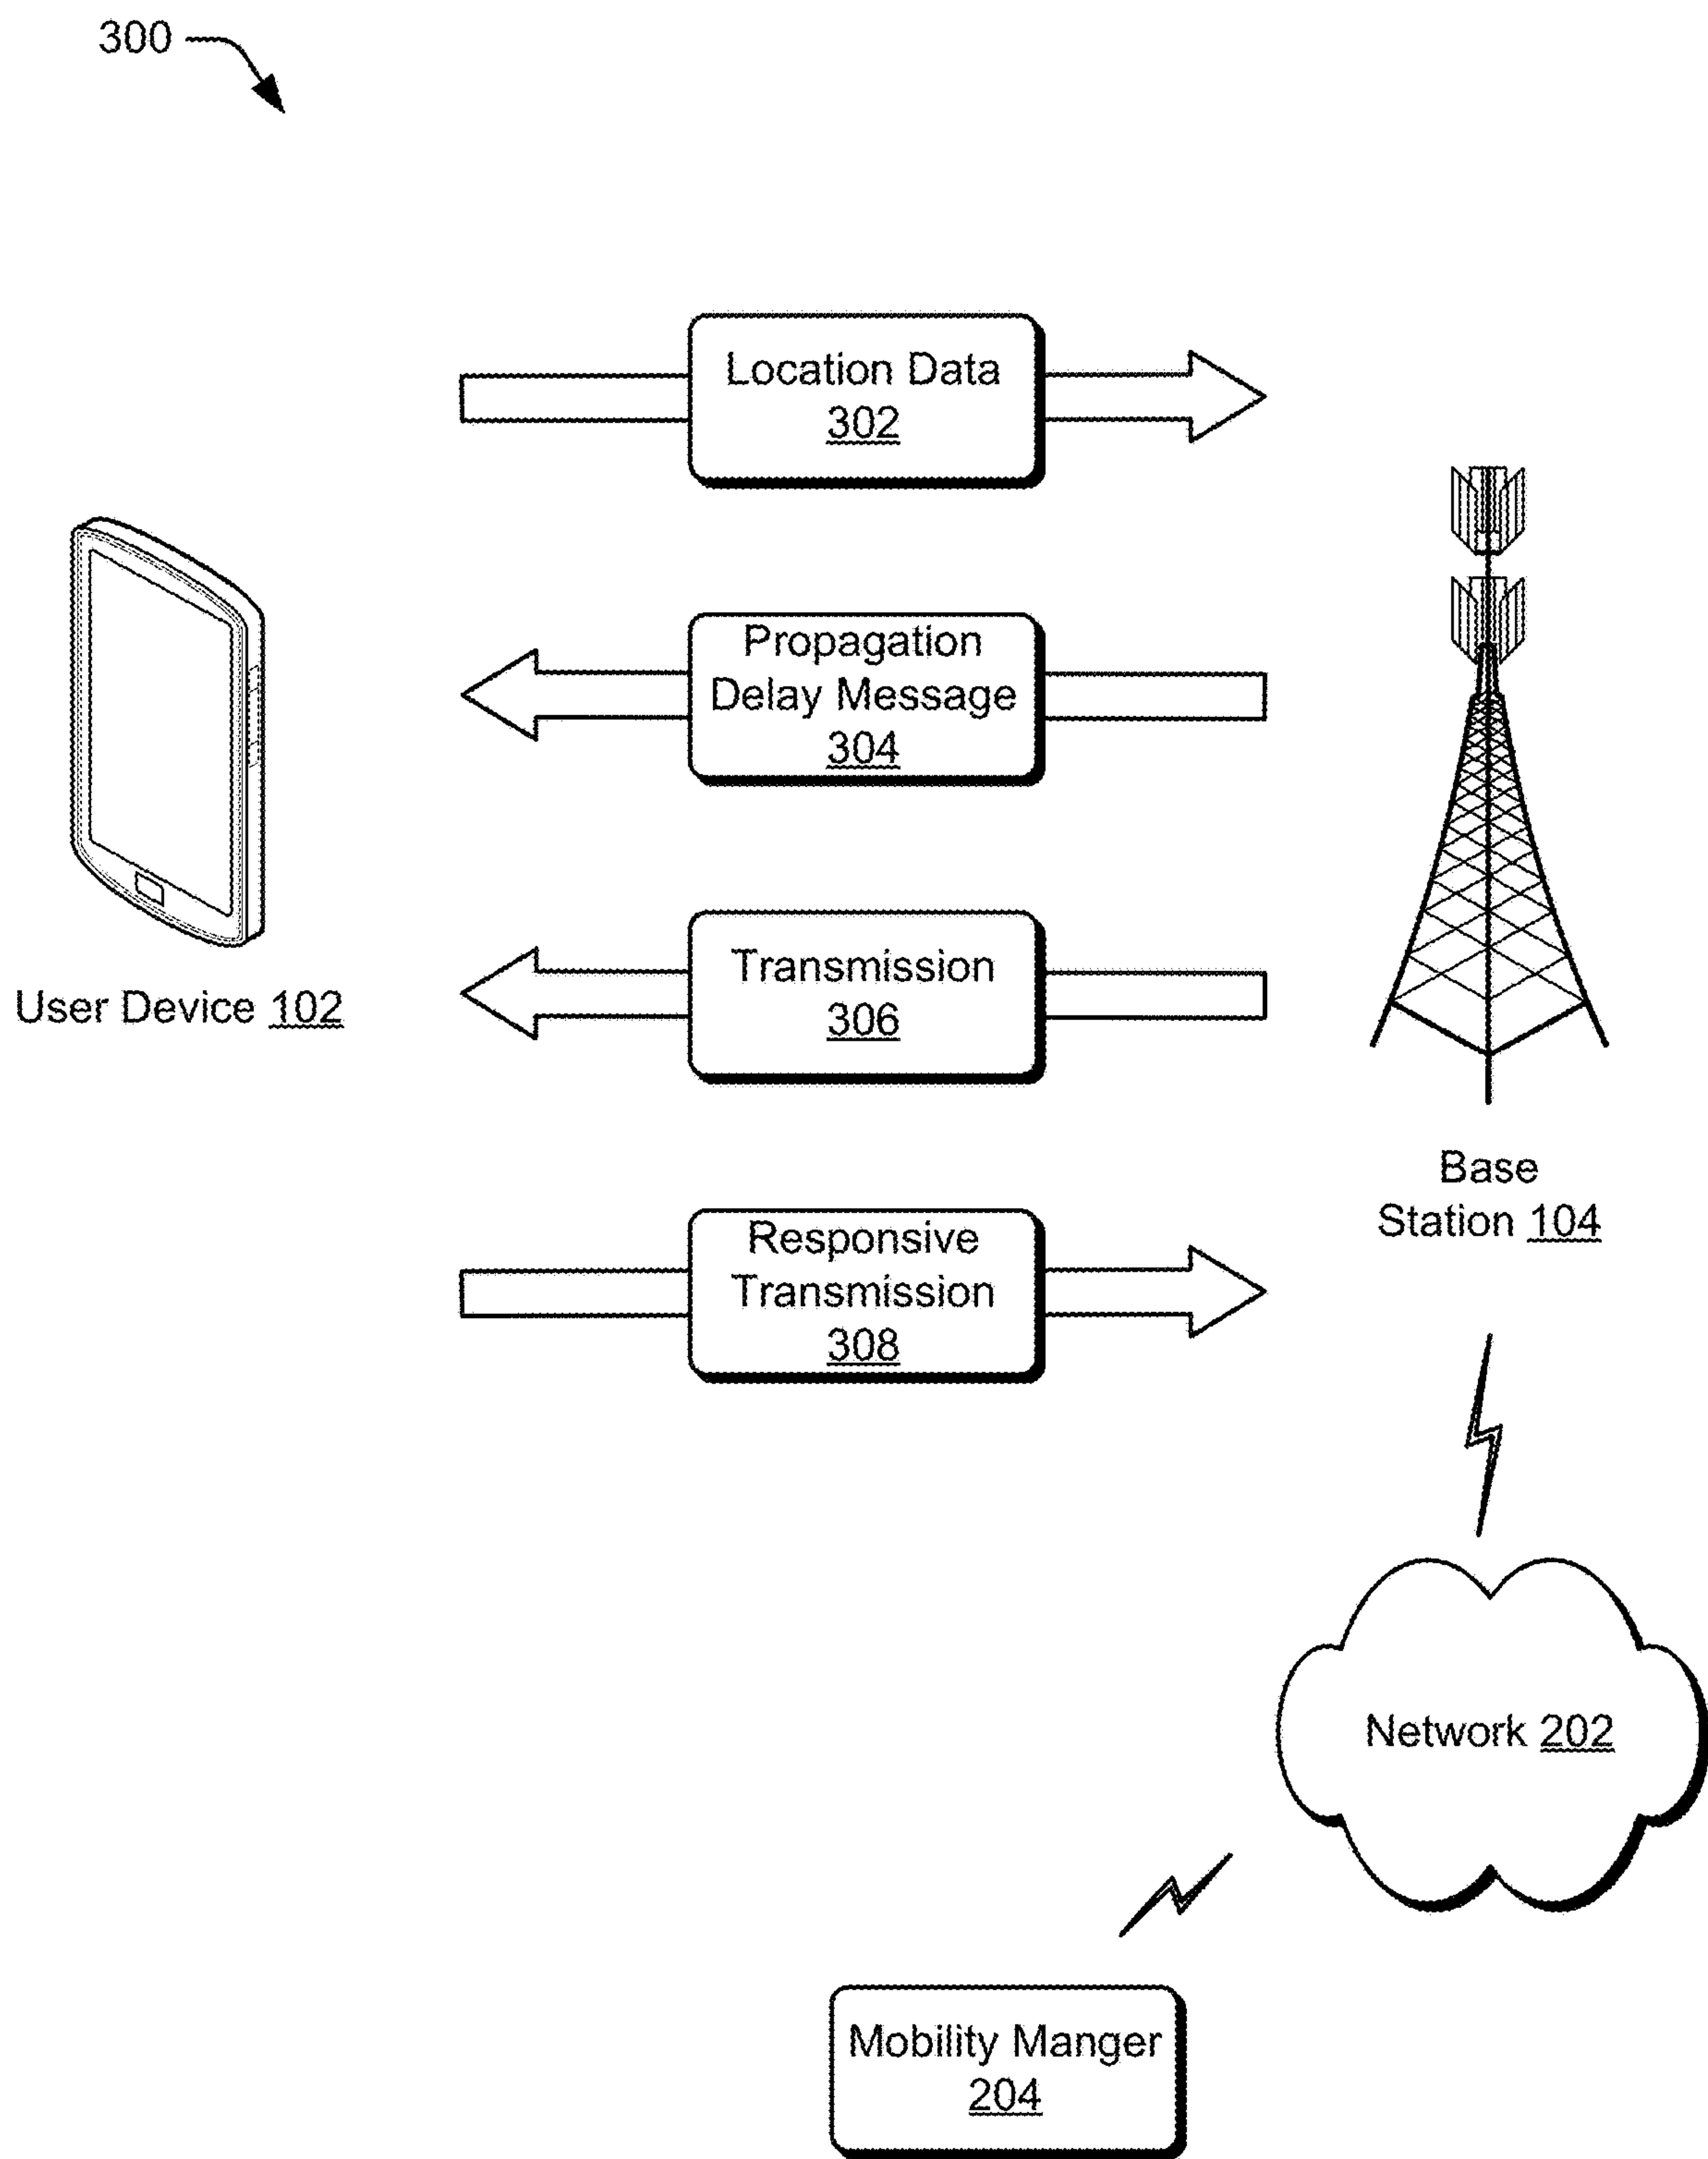 300
Location Data
302
Propagation
Delay Message
304
User Device 102
Transmission
306
Base
Station 104
Responsive
Transmission
308
Network 202
Mobility Manger
204